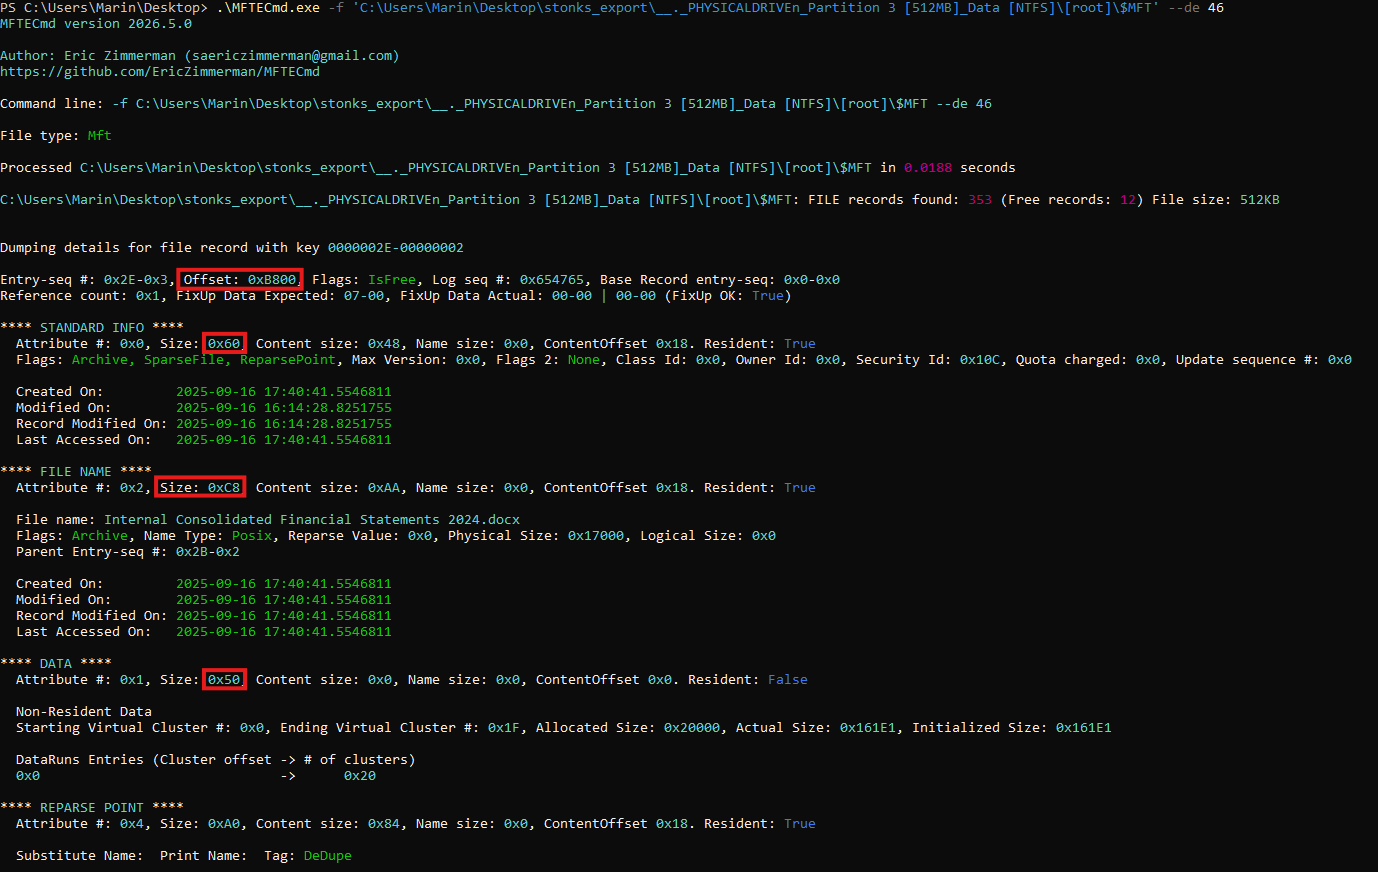 PS C:\Users\Marin\Desktop> .\MFTECmd.exe -f 'C:\Users\Marin\Desktop\stonks_export\__._PHYSICALDRIVEn_Partition 3 [512MB]_Data [NTFS]\[root]\$MFT' --de 46
MFTECmd version 2026.5.0
Author: Eric Zimmerman (saericzimmerman@gmail.com)
https://github.com/EricZimmerman/MFTECmd
Command line: -f C:\Users\Marin\Desktop\stonks_export\__._PHYSICALDRIVEn_Partition 3 [512MB]_Data [NTFS]\[root]\$MFT --de 46
File type: Mft
Processed C:\Users\Marin\Desktop\stonks_export\__._PHYSICALDRIVEn_Partition 3 [512MB]_Data [NTFS]\[root]\$MFT in 0.0188 seconds
C:\Users\Marin\Desktop\stonks_export\__._PHYSICALDRIVEn_Partition 3 [512MB]_Data [NTFS]\[root]\$MFT: FILE records found: 353 (Free records: 12) File size: 512KB
Dumping details for file record with key 0000002E-00000002
Entry-seq #: 0x2E-0x3, Offset: 0xB800, Flags: IsFree, Log seq #: 0x654765, Base Record entry-seq: 0x0-0x0
Reference count: 0x1, FixUp Data Expected: 07-00, FixUp Data Actual: 00-00 | 00-00 (FixUp OK: True)
**** STANDARD INFO ****
Attribute #: 0x0, Size: 0x60, Content size: 0x48, Name size: 0x0, ContentOffset 0x18. Resident: True
Flags: Archive, SparseFile, ReparsePoint, Max Version: 0x0, Flags 2: None, Class Id: 0x0, Owner Id: 0x0, Security Id: 0x10C, Quota charged: 0x0, Update sequence #: 0x0
Created On: 2025-09-16 17:40:41.5546811
Modified On: 2025-09-16 16:14:28.8251755
Record Modified On: 2025-09-16 16:14:28.8251755
Last Accessed On: 2025-09-16 17:40:41.5546811
**** FILE NAME ****
Attribute #: 0x2, Size: 0xC8, Content size: 0xAA, Name size: 0x0, ContentOffset 0x18. Resident: True
File name: Internal Consolidated Financial Statements 2024.docx
Flags: Archive, Name Type: Posix, Reparse Value: 0x0, Physical Size: 0x17000, Logical Size: 0x0
Parent Entry-seq #: 0x2B-0x2
Created On: 2025-09-16 17:40:41.5546811
Modified On: 2025-09-16 17:40:41.5546811
Record Modified On: 2025-09-16 17:40:41.5546811
Last Accessed On: 2025-09-16 17:40:41.5546811
**** DATA ****
Attribute #: 0x1, Size: 0x50, Content size: 0x0, Name size: 0x0, ContentOffset 0x0. Resident: False
Non-Resident Data
Starting Virtual Cluster #: 0x0, Ending Virtual Cluster #: 0x1F, Allocated Size: 0x20000, Actual Size: 0x161E1, Initialized Size: 0x161E1
DataRuns Entries (Cluster offset -> # of clusters)
0x0 -> 0x20
**** REPARSE POINT ****
Attribute #: 0x4, Size: 0xA0, Content size: 0x84, Name size: 0x0, ContentOffset 0x18. Resident: True
Substitute Name: Print Name: Tag: DeDupe